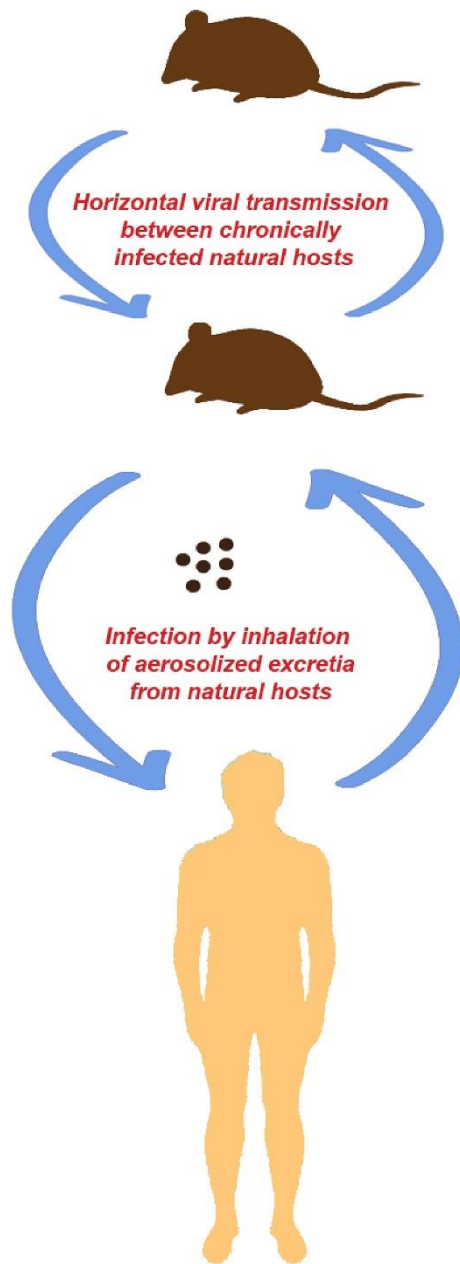 Horizontal viral transmission
between chronically
infected natural hosts
Infection by inhalation
of aerosolized excretia
from natural hosts